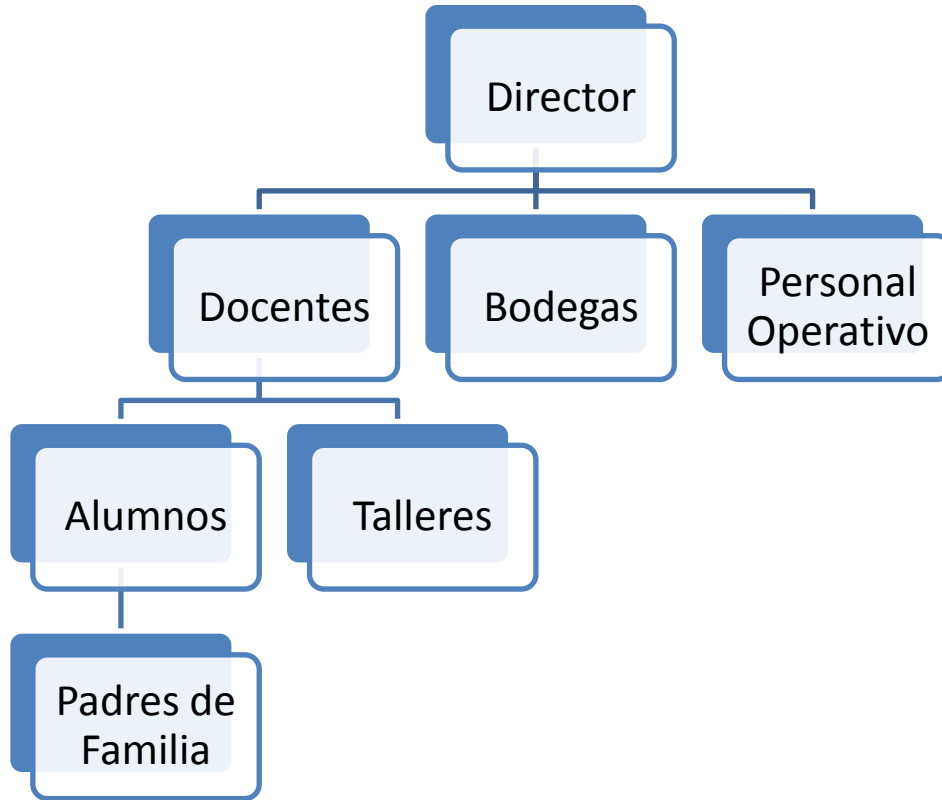 Director
Docentes
Bodegas
Personal
Operativo
Alumnos
Talleres
Padres de
Familia